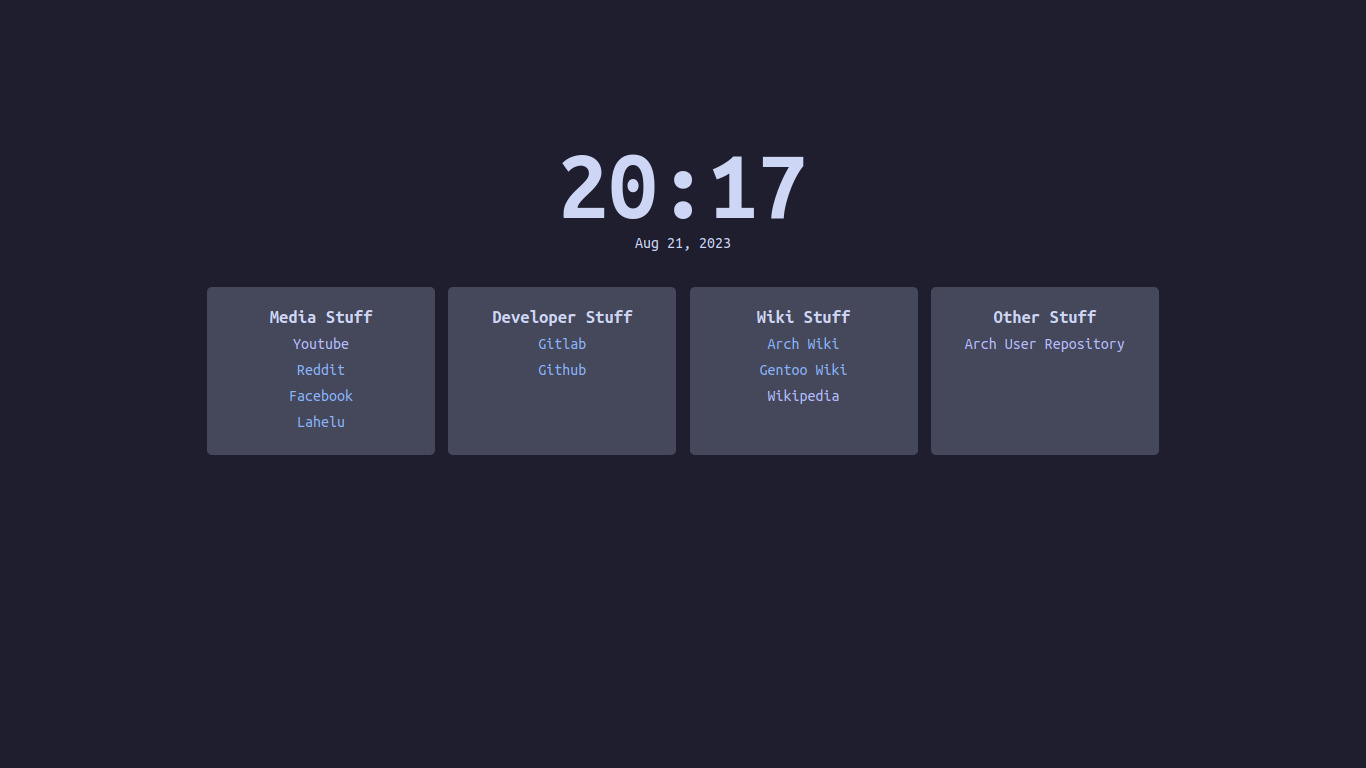 20:17
Aug 21, 2023
Media Stuff
Youtube
Reddit
Facebook
Lahelu
Developer Stuff
Gitlab
Github
Wiki Stuff
Arch Wiki
Gentoo Wiki
Wikipedia
Other Stuff
Arch User Repository